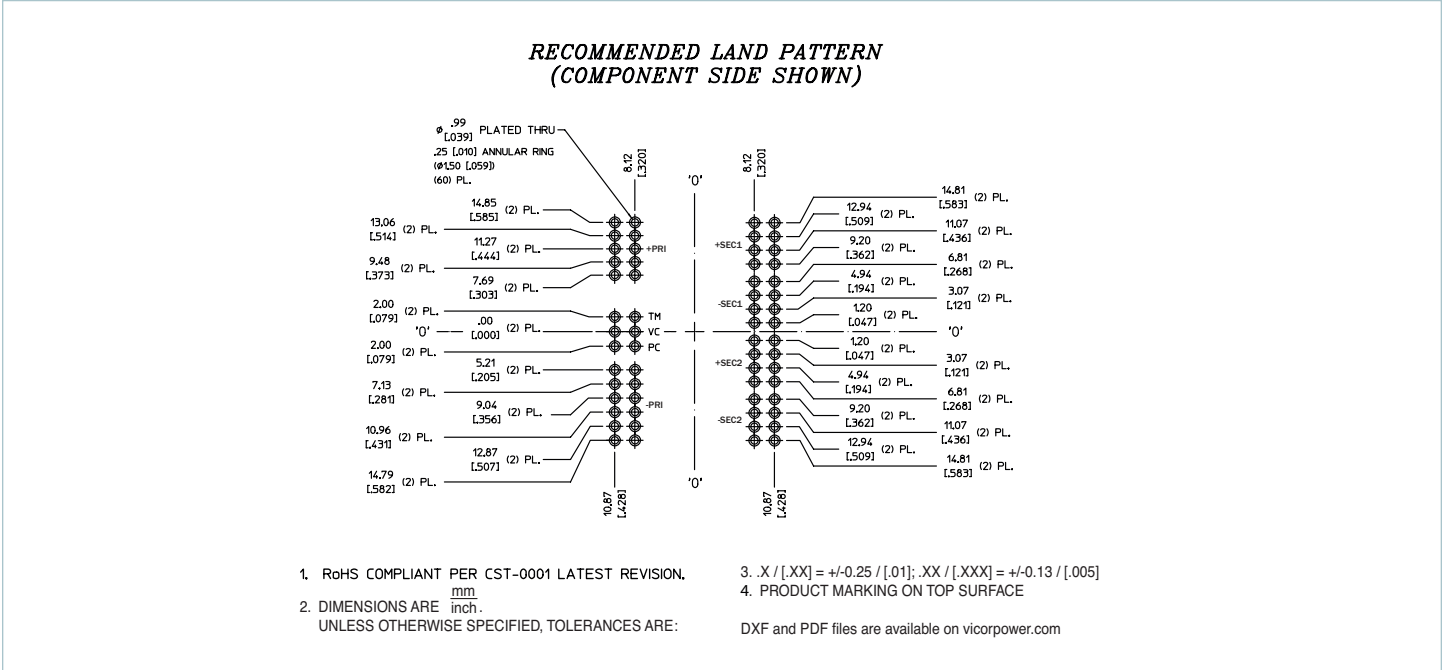 RECOMMENDED LAND PATTERN
(COMPONENT SIDE SHOWN)
ø .99
[.039] PLATED THRU
.25 [.010] ANNULAR RING
(ø1.50 [.059])
(60) PL.
8.12
[.320]
'0'
8.12
[.320]
14.85
[.585] (2) PL.
13.06
[.514] (2) PL.
11.27
[.444] (2) PL.
9.48
[.373] (2) PL.
7.69
[.303] (2) PL.
2.00
[.079] (2) PL.
'0'
.00
[.000] (2) PL.
2.00
[.079] (2) PL.
5.21
[.205] (2) PL.
7.13
[.281] (2) PL.
9.04
[.356] (2) PL.
10.96
[.431] (2) PL.
12.87
[.507] (2) PL.
14.79
[.582] (2) PL.
+PRI
TM
VC
PC
-PRI
+SEC1
-SEC1
+SEC2
-SEC2
14.81
[.583] (2) PL.
12.94
[.509] (2) PL.
11.07
[.436] (2) PL.
9.20
[.362] (2) PL.
6.81
[.268] (2) PL.
4.94
[.194] (2) PL.
3.07
[.121] (2) PL.
1.20
[.047] (2) PL.
'0'
1.20
[.047] (2) PL.
3.07
[.121] (2) PL.
4.94
[.194] (2) PL.
6.81
[.268] (2) PL.
9.20
[.362] (2) PL.
11.07
[.436] (2) PL.
12.94
[.509] (2) PL.
14.81
[.583] (2) PL.
10.87
[.428]
'0'
10.87
[.428]
1. RoHS COMPLIANT PER CST-0001 LATEST REVISION.
2. DIMENSIONS ARE mm
inch.
UNLESS OTHERWISE SPECIFIED, TOLERANCES ARE:
3. .X / [.XX] = +/-0.25 / [.01]; .XX / [.XXX] = +/-0.13 / [.005]
4. PRODUCT MARKING ON TOP SURFACE
DXF and PDF files are available on vicorpower.com